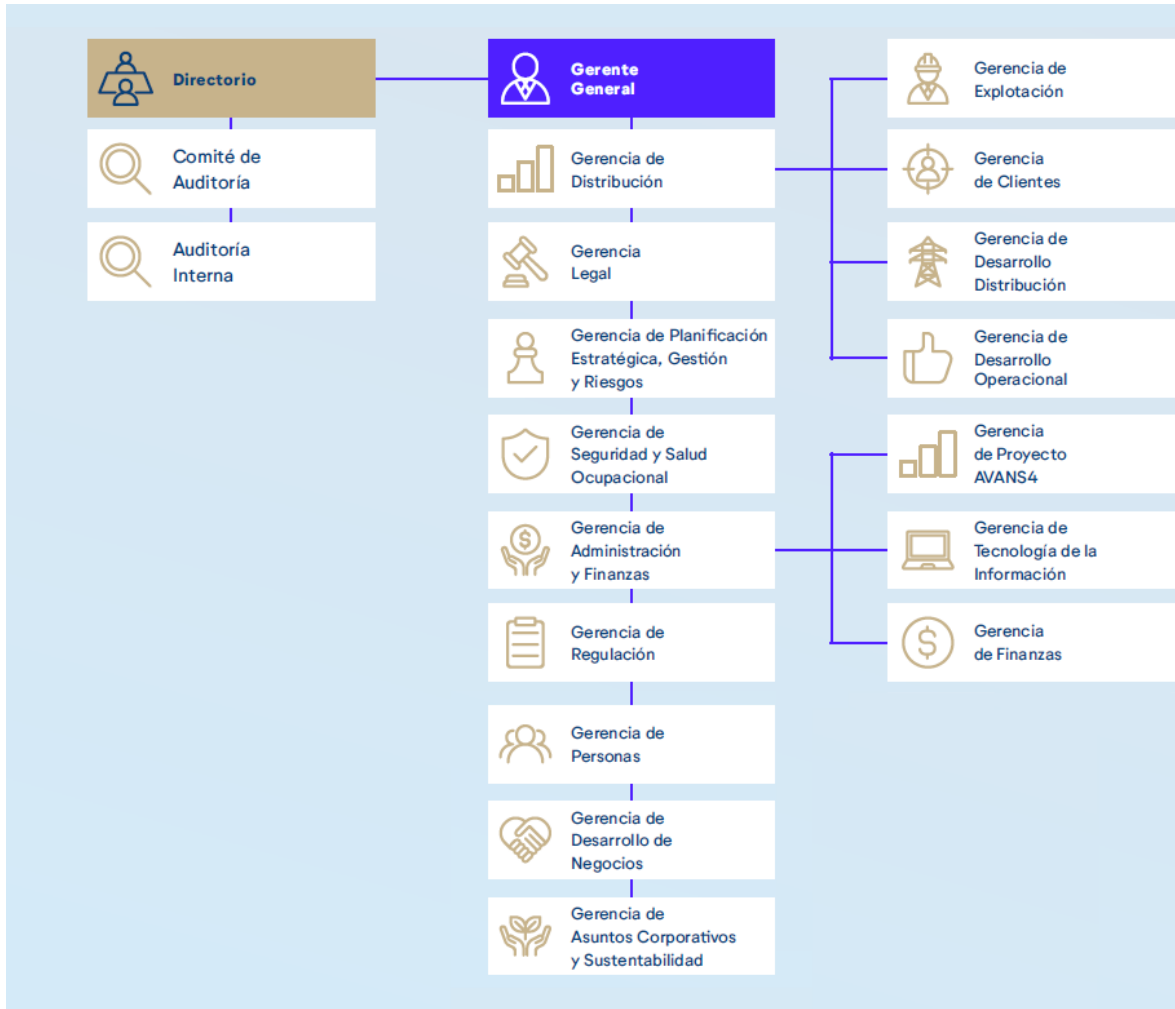 Directorio
Comité de
Auditoría
Auditoría
Interna
Gerente
General
Gerencia de
Distribución
Gerencia
Legal
Gerencia de Planificación
Estratégica, Gestión
y Riesgos
Gerencia de
Seguridad y Salud
Ocupacional
Gerencia de
Administración
y Finanzas
Gerencia de
Regulación
Gerencia de
Personas
Gerencia de
Desarrollo de
Negocios
Gerencia de
Asuntos Corporativos
y Sustentabilidad
Gerencia de
Explotación
Gerencia
de Clientes
Gerencia de
Desarrollo
Distribución
Gerencia de
Desarrollo
Operacional
Gerencia
de Proyecto
AVANS4
Gerencia de
Tecnología de la
Información
Gerencia
de Finanzas